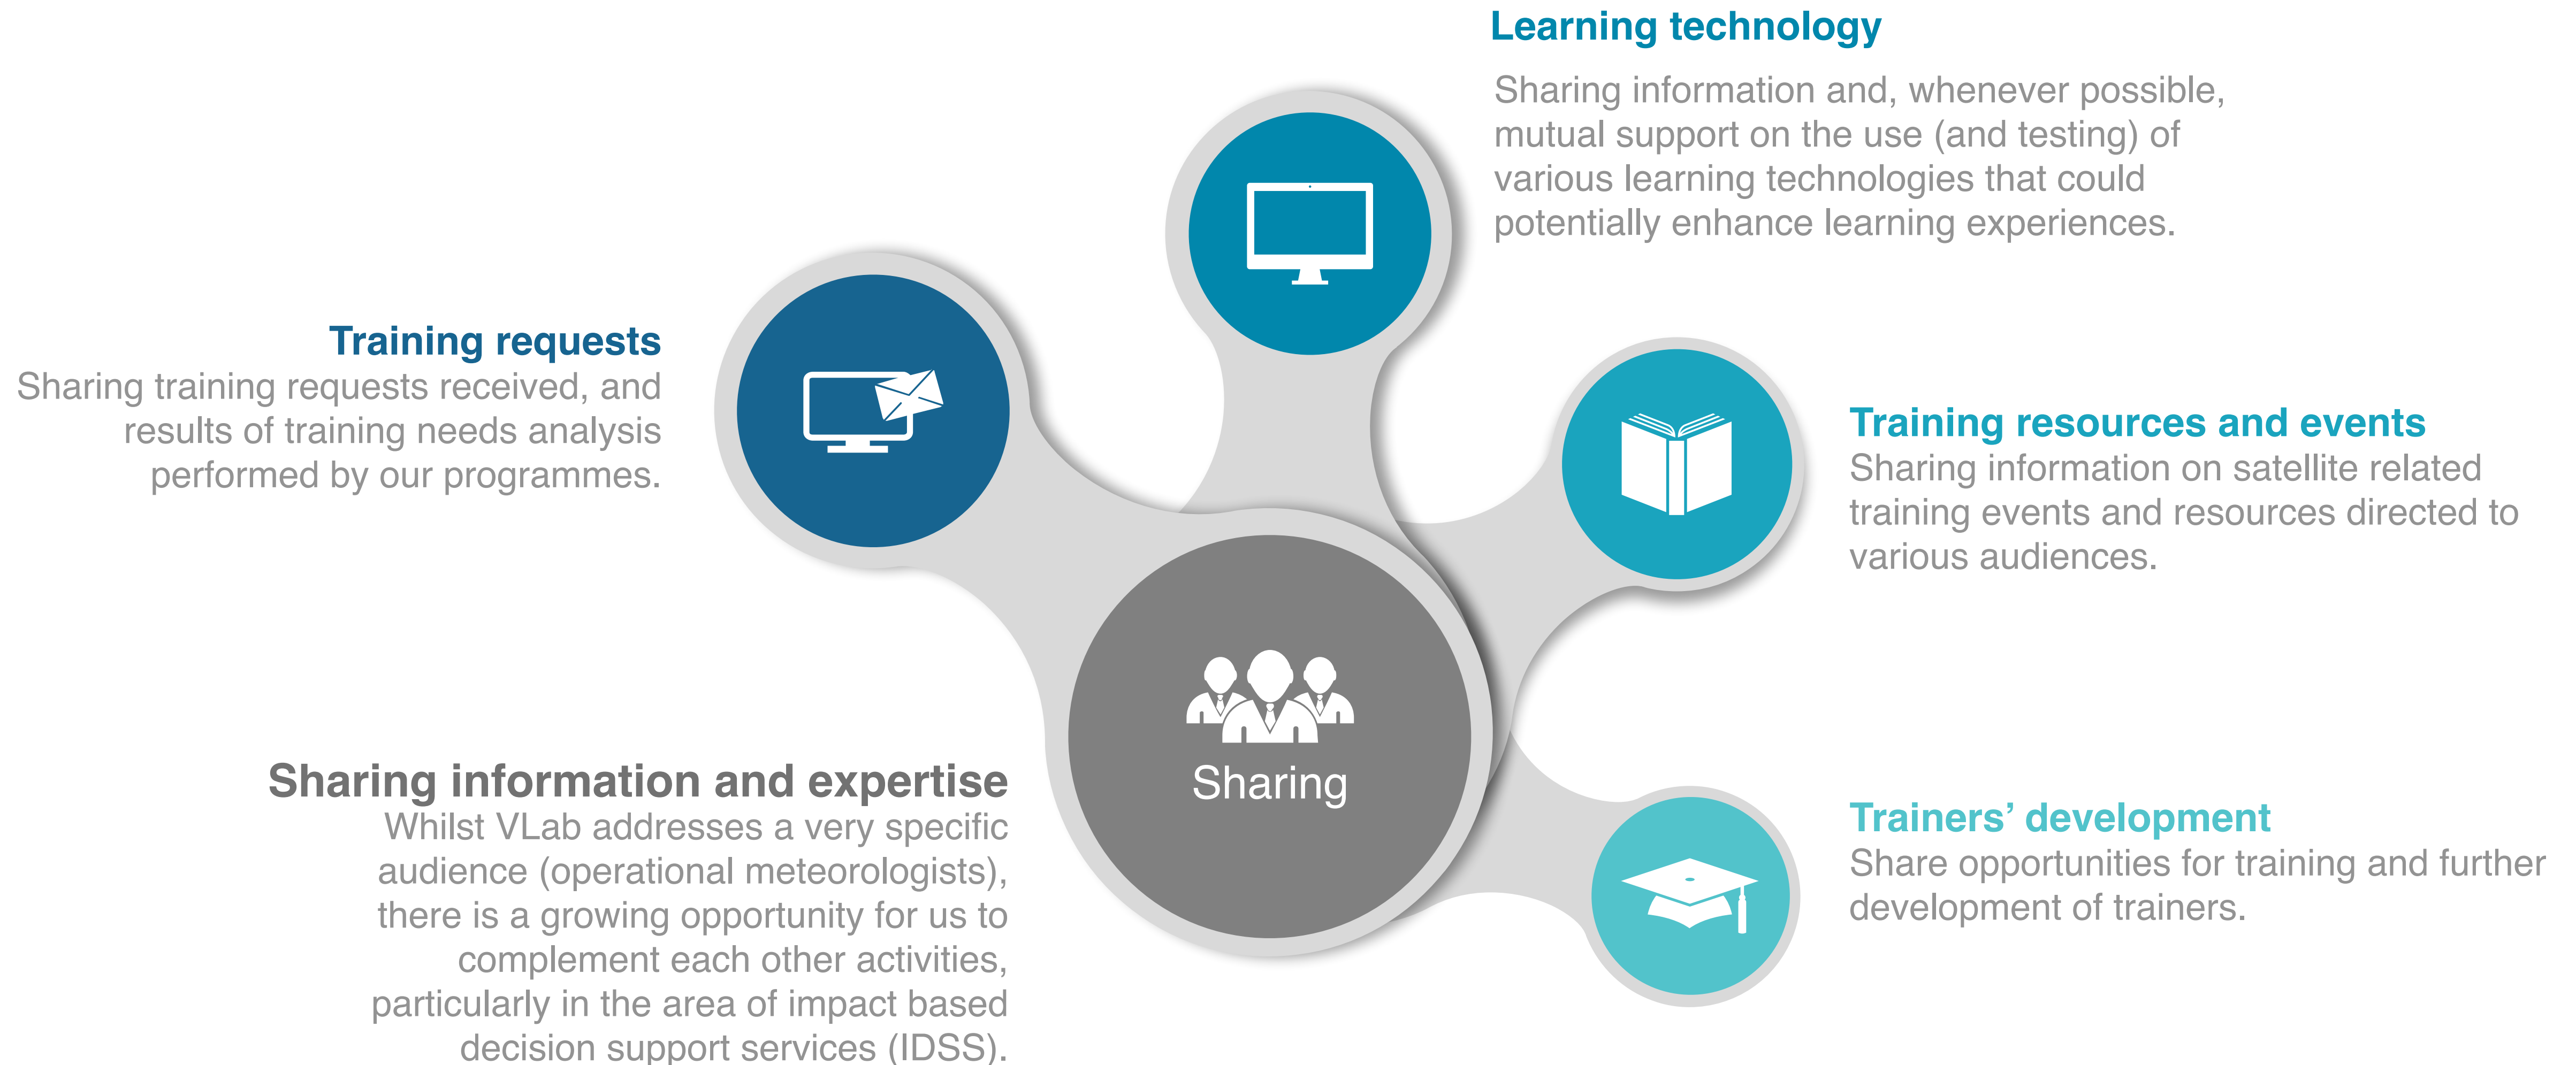 Learning technology
Sharing information and, whenever possible,
mutual support on the use (and testing) of
various learning technologies that could
potentially enhance learning experiences.
Training requests
Sharing training requests received, and
results of training needs analysis
performed by our programmes.
Training resources and events
Sharing information on satellite related
training events and resources directed to
various audiences.
Sharing
Sharing information and expertise
Whilst VLab addresses a very specific
audience (operational meteorologists),
there is a growing opportunity for us to
complement each other activities,
particularly in the area of impact based
decision support services (IDSS).
Trainers’ development
Share opportunities for training and further
development of trainers.